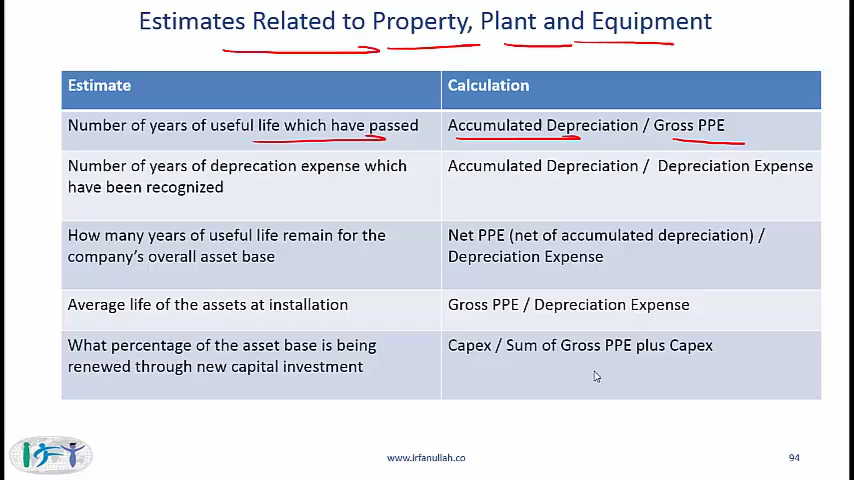 Estimates Related to Property, Plant and Equipment
Estimate
Calculation
Number of years of useful life which have passed
Accumulated Depreciation / Gross PPE
Number of years of deprecation expense which
have been recognized
Accumulated Depreciation / Depreciation Expense
How many years of useful life remain for the
company's overall asset base
Net PPE (net of accumulated depreciation) /
Depreciation Expense
Average life of the assets at installation
Gross PPE / Depreciation Expense
What percentage of the asset base is being
renewed through new capital investment
Capex / Sum of Gross PPE plus Capex
www.irfanullah.co
94